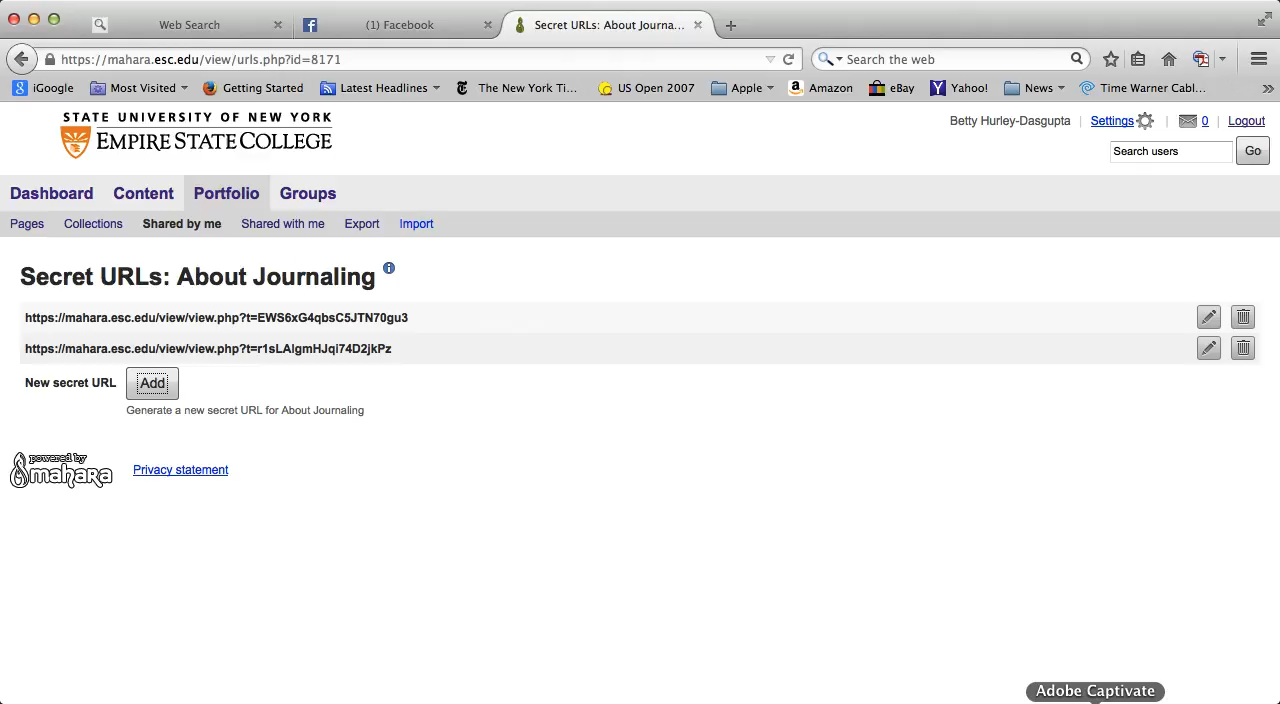 Web Search
(1) Facebook
Secret URLs: About Journa...
https://mahara.esc.edu/view/urls.php?id=8171
Search the web
iGoogle
Most Visited
Getting Started
Latest Headlines
The New York Ti...
US Open 2007
Apple
Amazon
eBay
Yahoo!
News
Time Warner Cabl...
STATE UNIVERSITY OF NEW YORK
EMPIRE STATE COLLEGE
Betty Hurley-Dasgupta | Settings | 0 | Logout
Search users Go
Dashboard Content Portfolio Groups
Pages Collections Shared by me Shared with me Export Import
Secret URLs: About Journaling
https://mahara.esc.edu/view/view.php?t=EWS6xG4qbsC5JTN70gu3
https://mahara.esc.edu/view/view.php?t=r1sLAlgmHJqi74D2jkPz
New secret URL Add
Generate a new secret URL for About Journaling
powered by
mahara
Privacy statement
Adobe Captivate